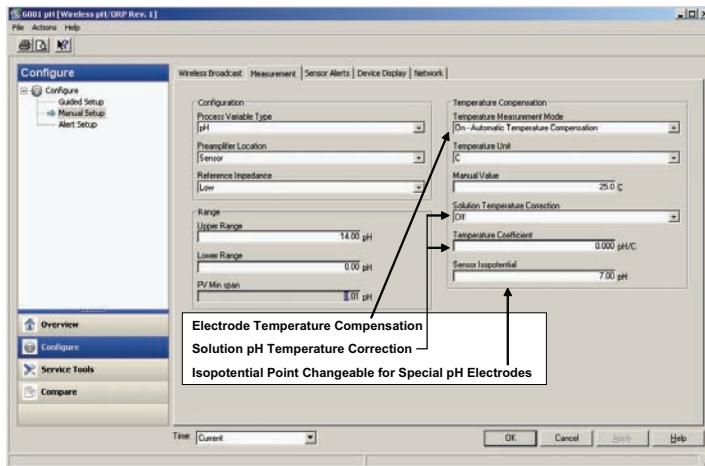 6081 pH [Wireless pH/ORP Rev. 1]
File Actions Help
Configure
Configure
Guided Setup
Manual Setup
Alert Setup
Overview
Configure
Service Tools
Compare
Wireless Broadcast Measurement Sensor Alerts Device Display Network
Configuration
Process Variable Type
pH
Preamplifier Location
Sensor
Reference Impedance
Low
Range
Upper Range
14.00 pH
Lower Range
0.00 pH
PV Min span
0.01 pH
Temperature Compensation
Temperature Measurement Mode
On - Automatic Temperature Compensation
Temperature Unit
C
Manual Value
25.0 C
Solution Temperature Correction
Off
Temperature Coefficient
0.000 pH/C
Sensor Isopotential
7.00 pH
Electrode Temperature Compensation
Solution pH Temperature Correction
Isopotential Point Changeable for Special pH Electrodes
Time: Current
OK Cancel Apply Help